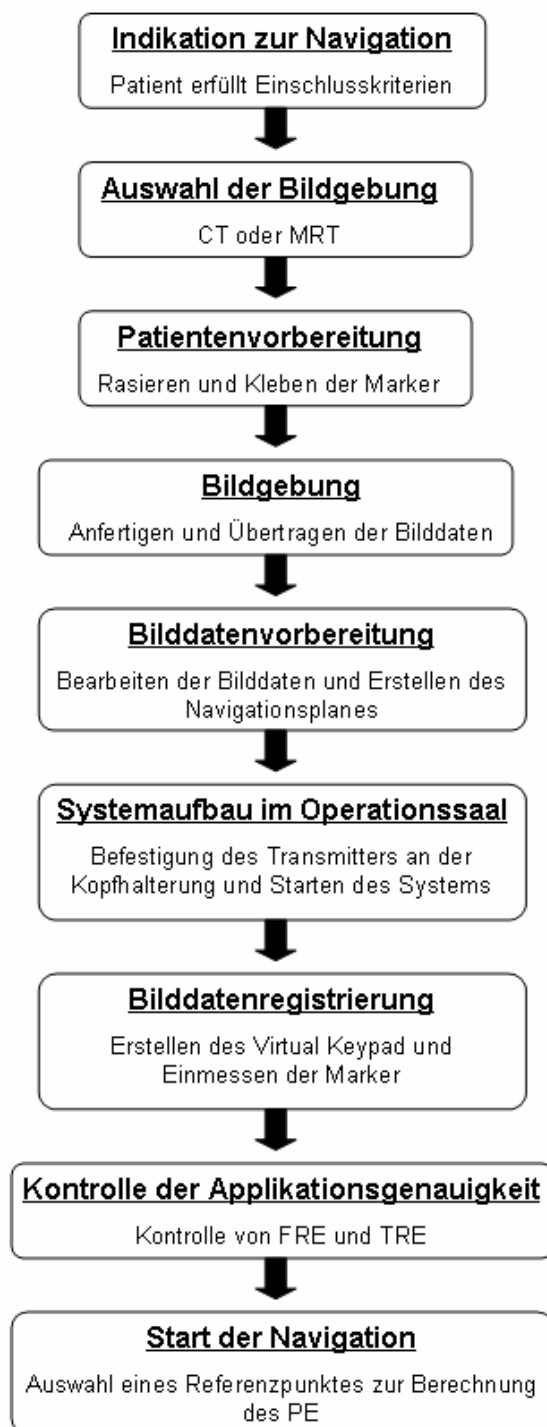 Indikation zur Navigation
Patient erfüllt Einschlusskriterien
Auswahl der Bildgebung
CT oder MRT
Patientenvorbereitung
Rasieren und Kleben der Marker
Bildgebung
Anfertigen und Übertragen der Bilddaten
Bilddatenvorbereitung
Bearbeiten der Bilddaten und Erstellen des
Navigationsplanes
Systemaufbau im Operationssaal
Befestigung des Transmitters an der
Kopfhalterung und Starten des Systems
Bilddatenregistrierung
Erstellen des Virtual Keypad und
Einmessen der Marker
Kontrolle der Applikationsgenauigkeit
Kontrolle von FRE und TRE
Start der Navigation
Auswahl eines Referenzpunktes zur Berechnung
des PE